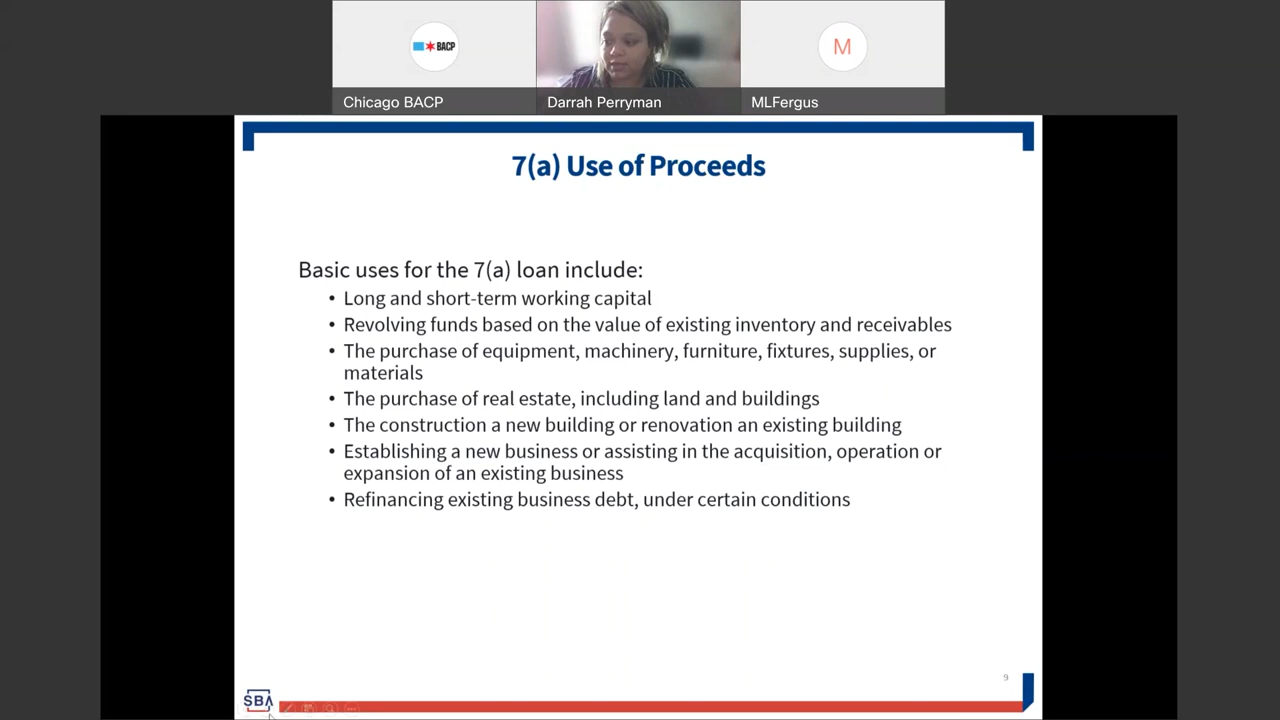 BACP
M
Chicago BACP
Darrah Perryman
MLFergus
7(a) Use of Proceeds
Basic uses for the 7(a) loan include:
• Long and short-term working capital
• Revolving funds based on the value of existing inventory and receivables
• The purchase of equipment, machinery, furniture, fixtures, supplies, or
materials
• The purchase of real estate, including land and buildings
• The construction a new building or renovation an existing building
• Establishing a new business or assisting in the acquisition, operation or
expansion of an existing business
• Refinancing existing business debt, under certain conditions
9
SBA